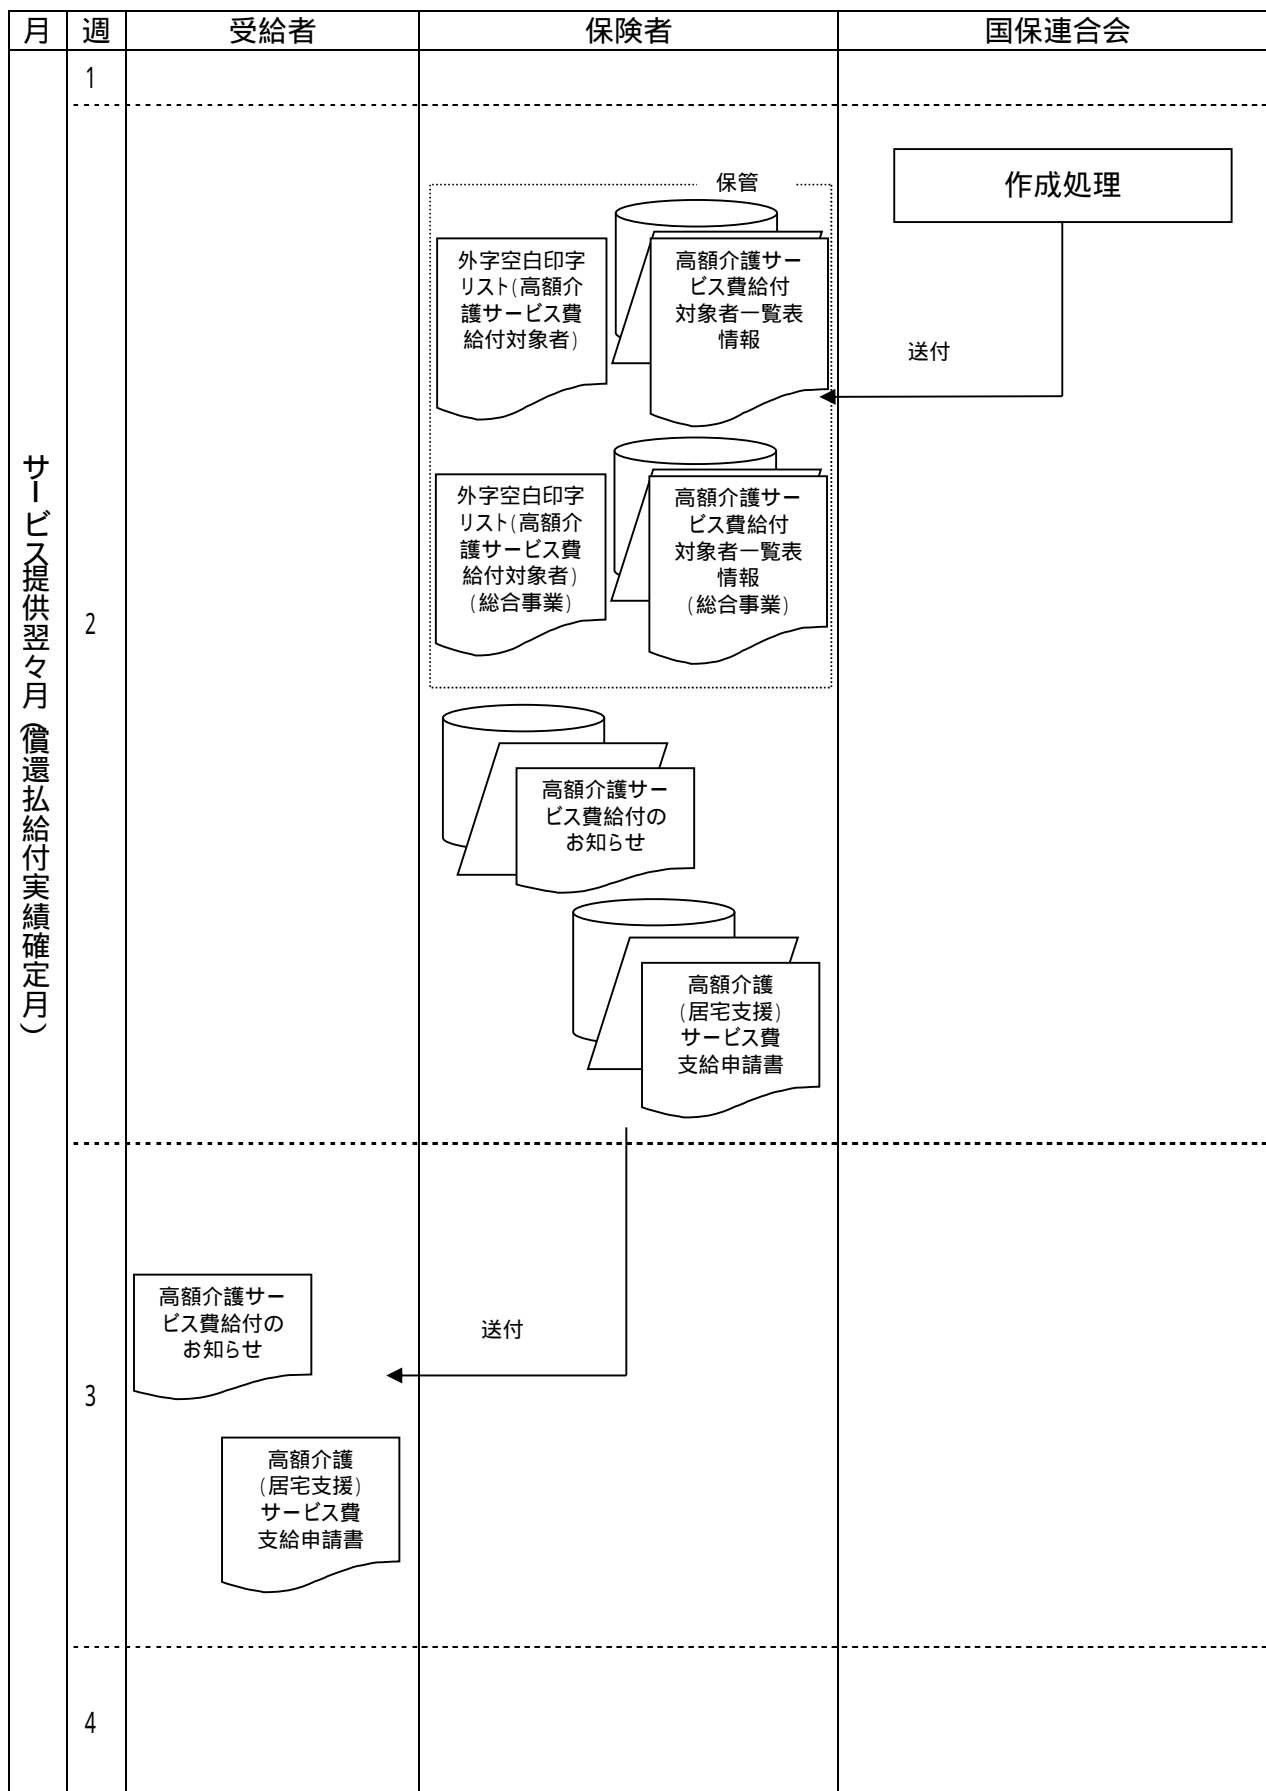 月 週 受給者 保険者 国保連合会
サービス提供翌々月(償還払給付実績確定月)
1
2
作成処理
送付
保管
外字空白印字
リスト(高額介
護サービス費
給付対象者)
高額介護サー
ビス費給付
対象者一覧表
情報
外字空白印字
リスト(高額介
護サービス費
給付対象者)
(総合事業)
高額介護サー
ビス費給付
対象者一覧表
情報
(総合事業)
高額介護サー
ビス費給付の
お知らせ
高額介護
(居宅支援)
サービス費
支給申請書
3
送付
高額介護サー
ビス費給付の
お知らせ
高額介護
(居宅支援)
サービス費
支給申請書
4